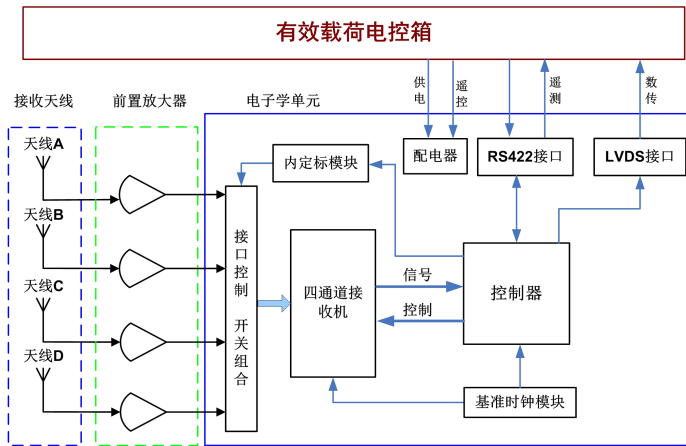 有效载荷电控箱
供电
遥控
遥测
数传
接收天线
前置放大器
电子学单元
天线A
天线B
天线C
天线D
内定标模块
配电器
RS422接口
LVDS接口
接口控制
开关组合
四通道接
收机
信号
控制
控制器
基准时钟模块